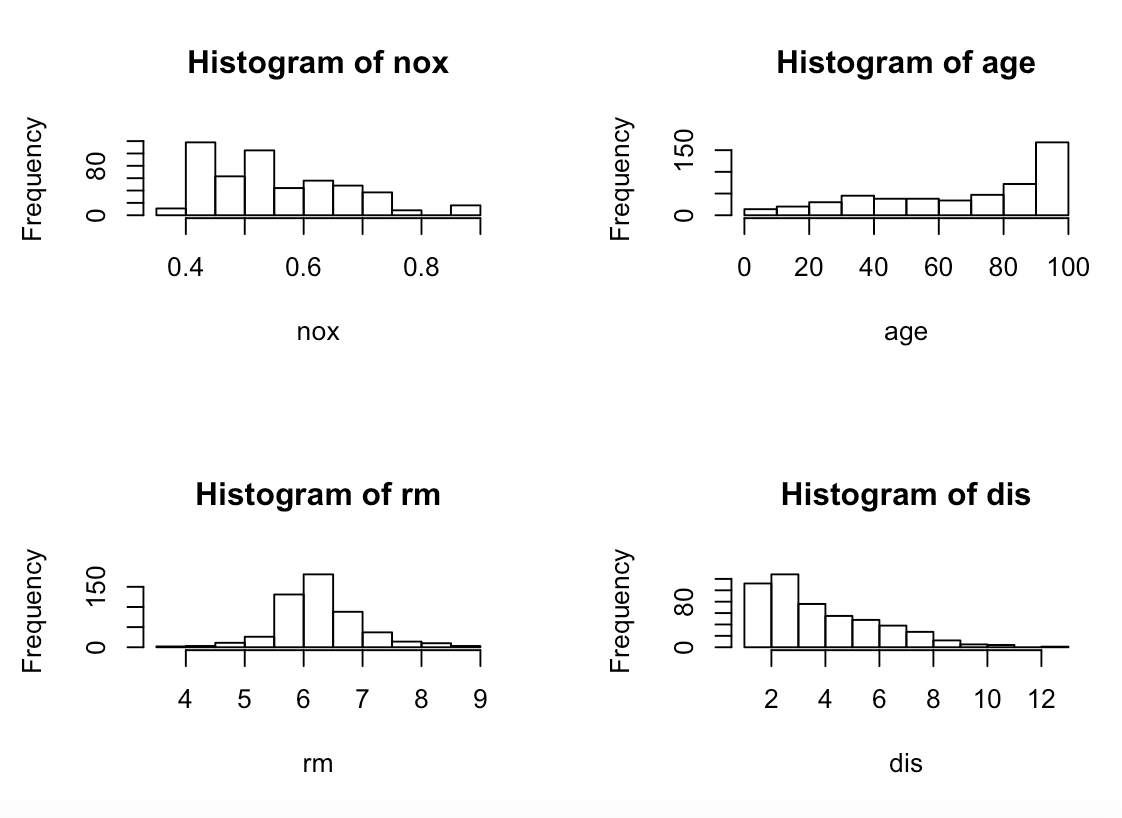 Histogram of nox
Frequency
0 80
0.4 0.6 0.8
nox
Histogram of age
Frequency
0 150
0 20 40 60 80 100
age
Histogram of rm
Frequency
0 150
4 5 6 7 8 9
rm
Histogram of dis
Frequency
0 80
2 4 6 8 10 12
dis